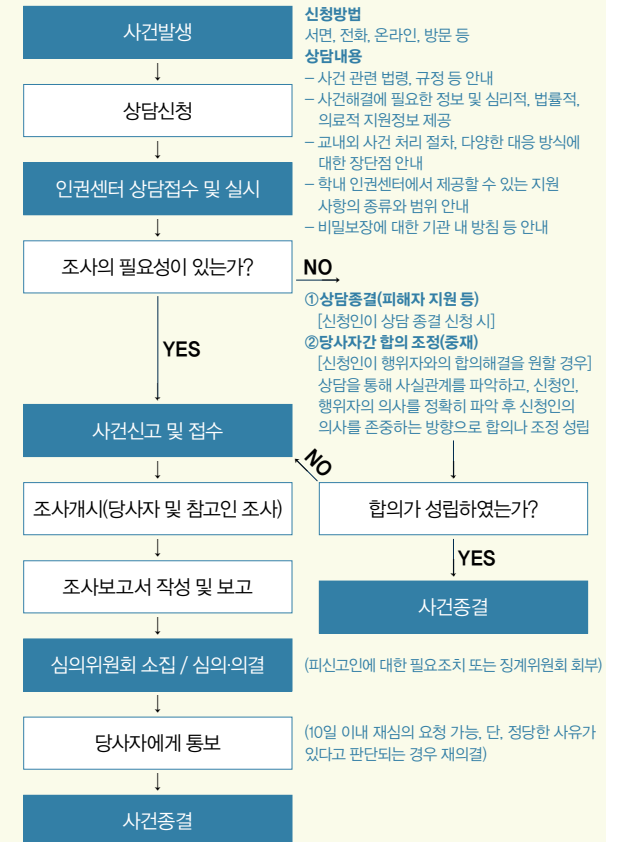 사건발생
신청방법
서면, 전화, 온라인, 방문 등
상담내용
– 사건 관련 법령, 규정 등 안내
– 사건해결에 필요한 정보 및 심리적, 법률적,
의료적 지원정보 제공
– 교내외 사건 처리 절차, 다양한 대응 방식에
대한 장단점 안내
– 학내 인권센터에서 제공할 수 있는 지원
사항의 종류와 범위 안내
– 비밀보장에 대한 기관 내 방침 등 안내
상담신청
인권센터 상담접수 및 실시
조사의 필요성이 있는가?
NO
①상담종결(피해자 지원 등)
[신청인이 상담 종결 신청 시]
②당사자간 합의 조정(중재)
[신청인이 행위자와의 합의해결을 원할 경우]
상담을 통해 사실관계를 파악하고, 신청인,
행위자의 의사를 정확히 파악 후 신청인의
의사를 존중하는 방향으로 합의나 조정 성립
YES
사건신고 및 접수
NO
조사개시(당사자 및 참고인 조사)
합의가 성립하였는가?
YES
조사보고서 작성 및 보고
사건종결
심의위원회 소집 / 심의·의결
(피신고인에 대한 필요조치 또는 징계위원회 회부)
당사자에게 통보
(10일 이내 재심의 요청 가능, 단, 정당한 사유가
있다고 판단되는 경우 재의결)
사건종결